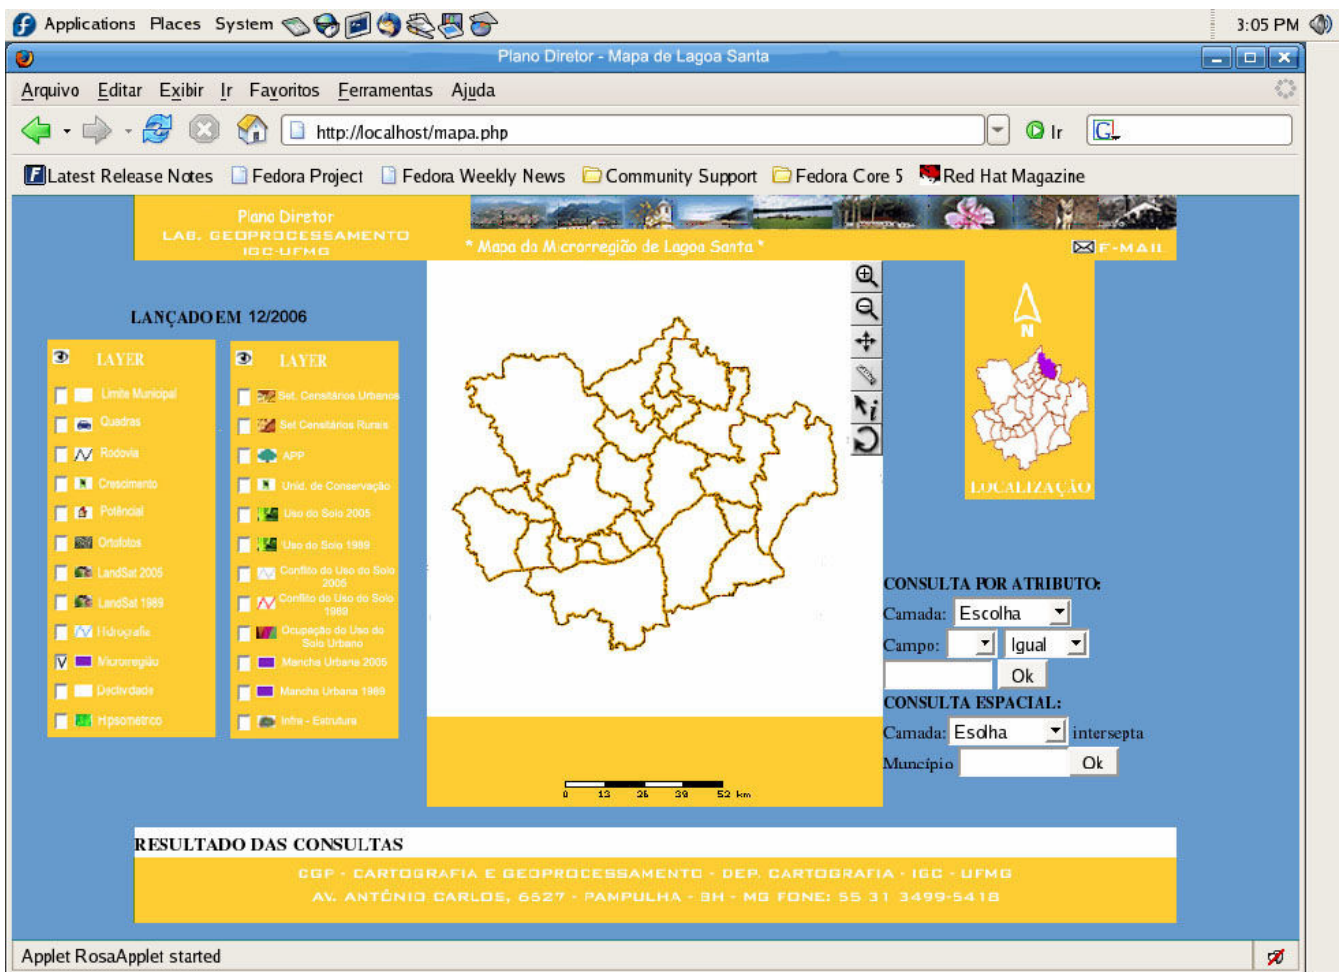 Applications Places System 3:05 PM
Plano Diretor - Mapa de Lagoa Santa
Arquivo Editar Exibir Ir Favoritos Ferramentas Ajuda
http://localhost/mapa.php Ir G
Latest Release Notes Fedora Project Fedora Weekly News Community Support Fedora Core 5 Red Hat Magazine
Plano Diretor
LAB. GEOPROCESSAMENTO
IGC-UFMG
* Mapa da Microrregião de Lagoa Santa *
E-MAIL
LANÇADO EM 12/2006
LAYER
Limite Municipal
Quadras
Rodovia
Crescimento
Potêncial
Ortofotos
LandSat 2005
LandSat 1989
Hidrografia
Microrregião
Declividade
Hipsometrico
LAYER
Set. Censitários Urbanos
Set Censitários Rurais
APP
Unid. de Conservação
Uso do Solo 2005
Uso do Solo 1989
Conflito do Uso do Solo
2005
Conflito do Uso do Solo
1989
Ocupação do Uso do
Solo Urbano
Mancha Urbana 2005
Mancha Urbana 1989
Infra - Estrutura
i
0 13 26 39 52 km
N
LOCALIZAÇÃO
CONSULTA POR ATRIBUTO:
Camada: Escolha
Campo: Igual
Ok
CONSULTA ESPACIAL:
Camada: Esolha intersepta
Muncípio Ok
RESULTADO DAS CONSULTAS
CGP - CARTOGRAFIA E GEOPROCESSAMENTO - DEP. CARTOGRAFIA - IGC - UFMG
AV. ANTÔNIO CARLOS, 6627 - PAMPULHA - BH - MG FONE: 55 31 3499-5418
Applet RosaApplet started